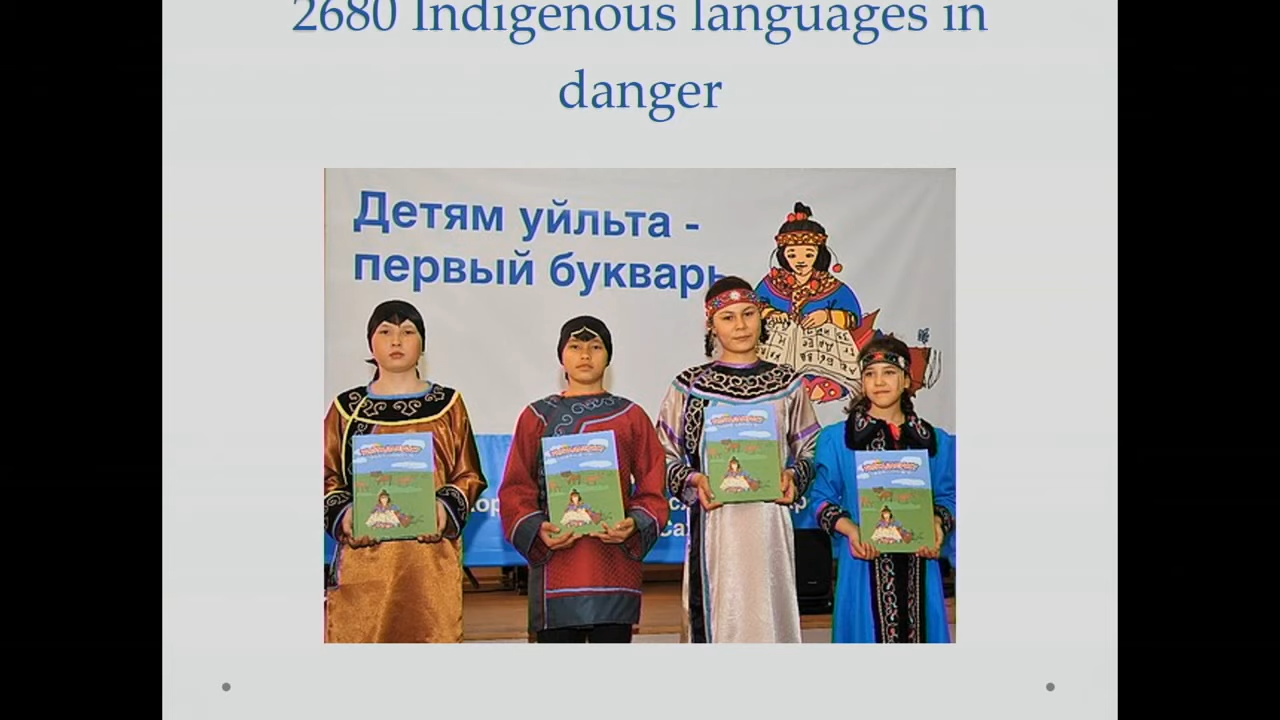 2680 Indigenous languages in
danger
Детям уйльта -
первый букварь